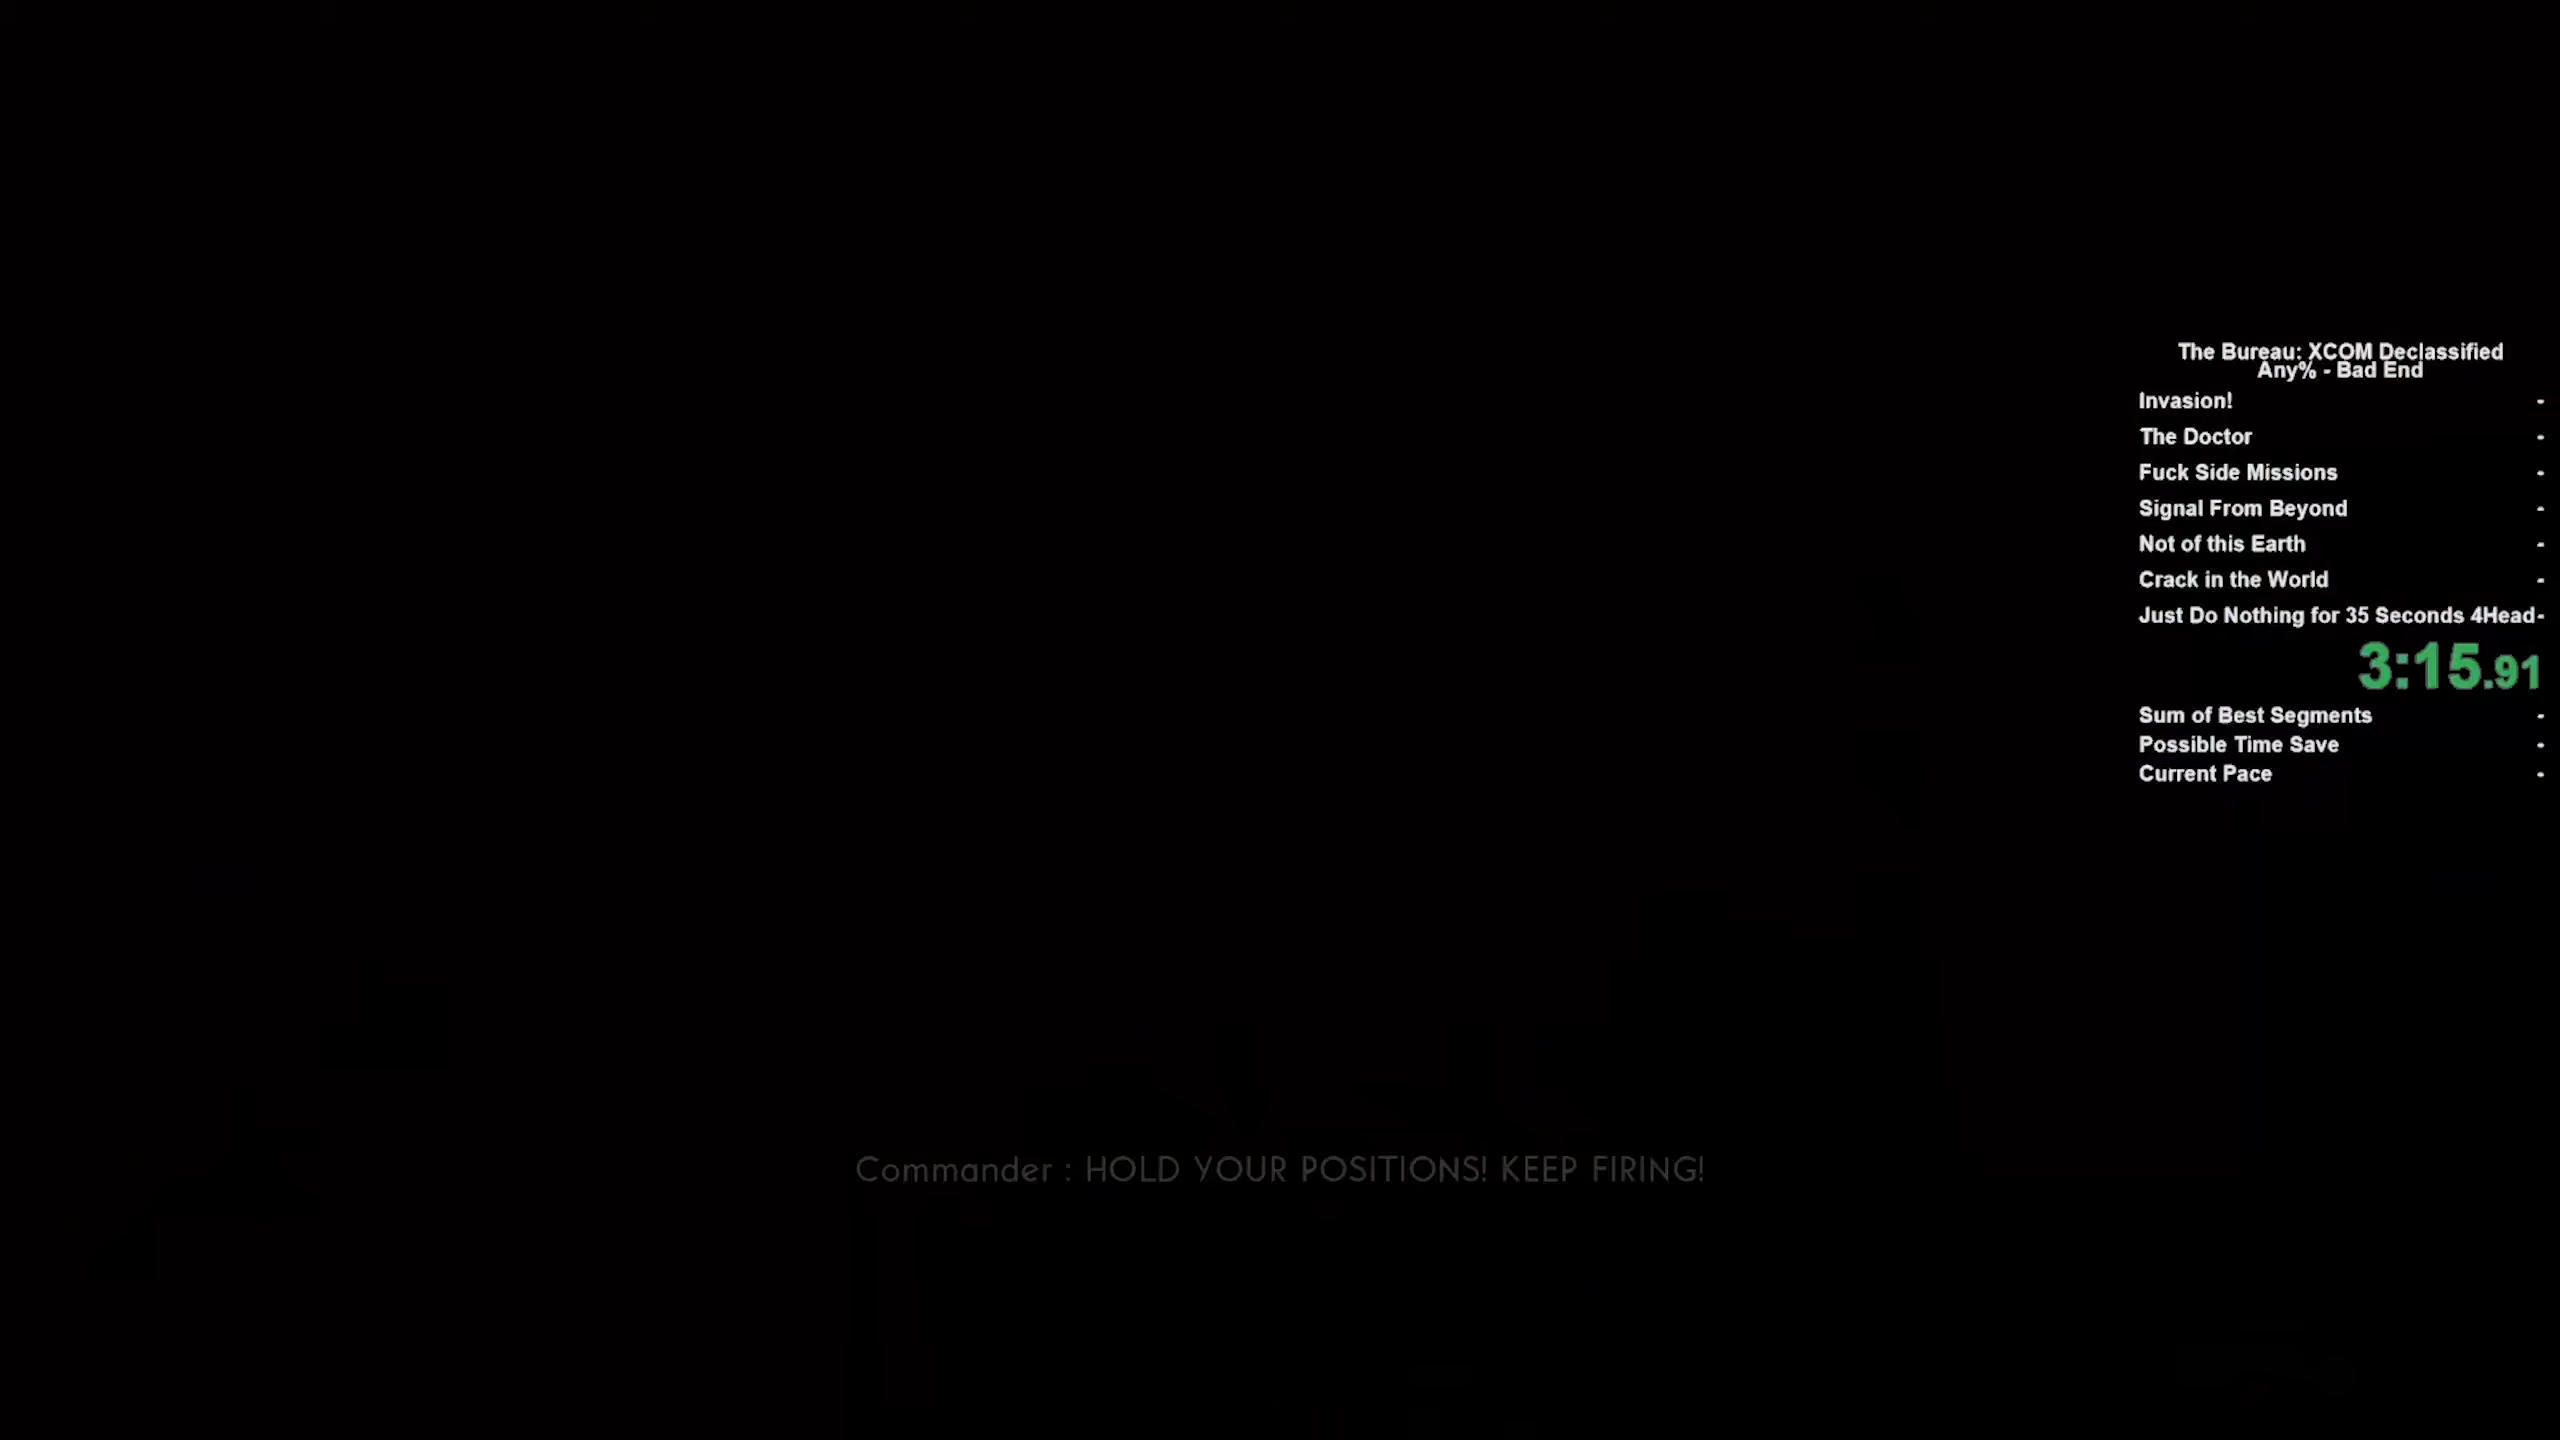 The Bureau: XCOM Declassified
Any% - Bad End
Invasion! -
The Doctor -
Fuck Side Missions -
Signal From Beyond -
Not of this Earth -
Crack in the World -
Just Do Nothing for 35 Seconds 4Head-
3:15.91
Sum of Best Segments -
Possible Time Save -
Current Pace -
Commander : HOLD YOUR POSITIONS! KEEP FIRING!